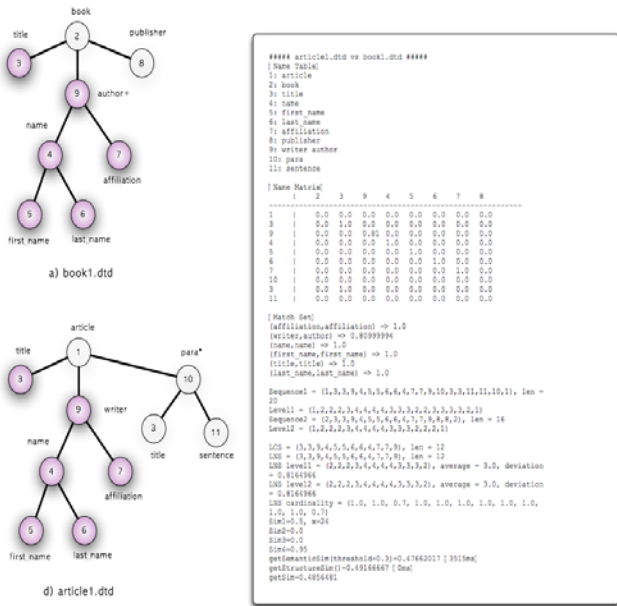 book
title
publisher
2
3
8
9
author+
name
4
7
affiliation
5
6
first_name
last_name
a) book1.dtd
article
title
1
para*
3
10
9
writer
name
3
11
title
sentence
4
7
affiliation
5
6
first_name
last_name
d) article1.dtd
##### article1.dtd vs book1.dtd #####
[Name Table]
1: article
2: book
3: title
4: name
5: first_name
6: last_name
7: affiliation
8: publisher
9: writer author
10: para
11: sentence
[Name Matrix]
| 2 3 9 4 5 6 7 8
1 | 0.0 0.0 0.0 0.0 0.0 0.0 0.0 0.0
3 | 0.0 1.0 0.0 0.0 0.0 0.0 0.0 0.0
9 | 0.0 0.0 0.81 0.0 0.0 0.0 0.0 0.0
4 | 0.0 0.0 0.0 1.0 0.0 0.0 0.0 0.0
5 | 0.0 0.0 0.0 0.0 1.0 0.0 0.0 0.0
6 | 0.0 0.0 0.0 0.0 0.0 1.0 0.0 0.0
7 | 0.0 0.0 0.0 0.0 0.0 0.0 1.0 0.0
10 | 0.0 0.0 0.0 0.0 0.0 0.0 0.0 0.0
3 | 0.0 1.0 0.0 0.0 0.0 0.0 0.0 0.0
11 | 0.0 0.0 0.0 0.0 0.0 0.0 0.0 0.0
[Match Set]
(affiliation,affiliation) => 1.0
(writer,author) => 0.80999994
(name,name) => 1.0
(first_name,first_name) => 1.0
(title,title) => 1.0
(last_name,last_name) => 1.0
Sequence1 = (1,3,3,9,4,5,5,6,6,4,7,7,9,10,3,3,11,11,10,1), len =
20
Level1 = (1,2,2,2,3,4,4,4,4,3,3,3,2,2,3,3,3,3,2,1)
Sequence2 = (2,3,3,9,4,5,5,6,6,4,7,7,9,8,8,2), len = 16
Level2 = (1,2,2,2,3,4,4,4,4,3,3,3,2,2,2,1)
LCS = (3,3,9,4,5,5,6,6,4,7,7,9), len = 12
LNS = (3,3,9,4,5,5,6,6,4,7,7,9), len = 12
LNS level1 = (2,2,2,3,4,4,4,4,3,3,3,2), average = 3.0, deviation
= 0.8164966
LNS level2 = (2,2,2,3,4,4,4,4,3,3,3,2), average = 3.0, deviation
= 0.8164966
LNS cardinality = (1.0, 1.0, 0.7, 1.0, 1.0, 1.0, 1.0, 1.0, 1.0,
1.0, 1.0, 0.7)
Sim1=0.5, x=24
Sim2=0.0
Sim3=0.0
Sim4=0.95
getSemanticSim(threshold=0.3)=0.47662017 [3515ms]
getStructureSim()=0.49166667 [0ms]
getSim=0.4856481